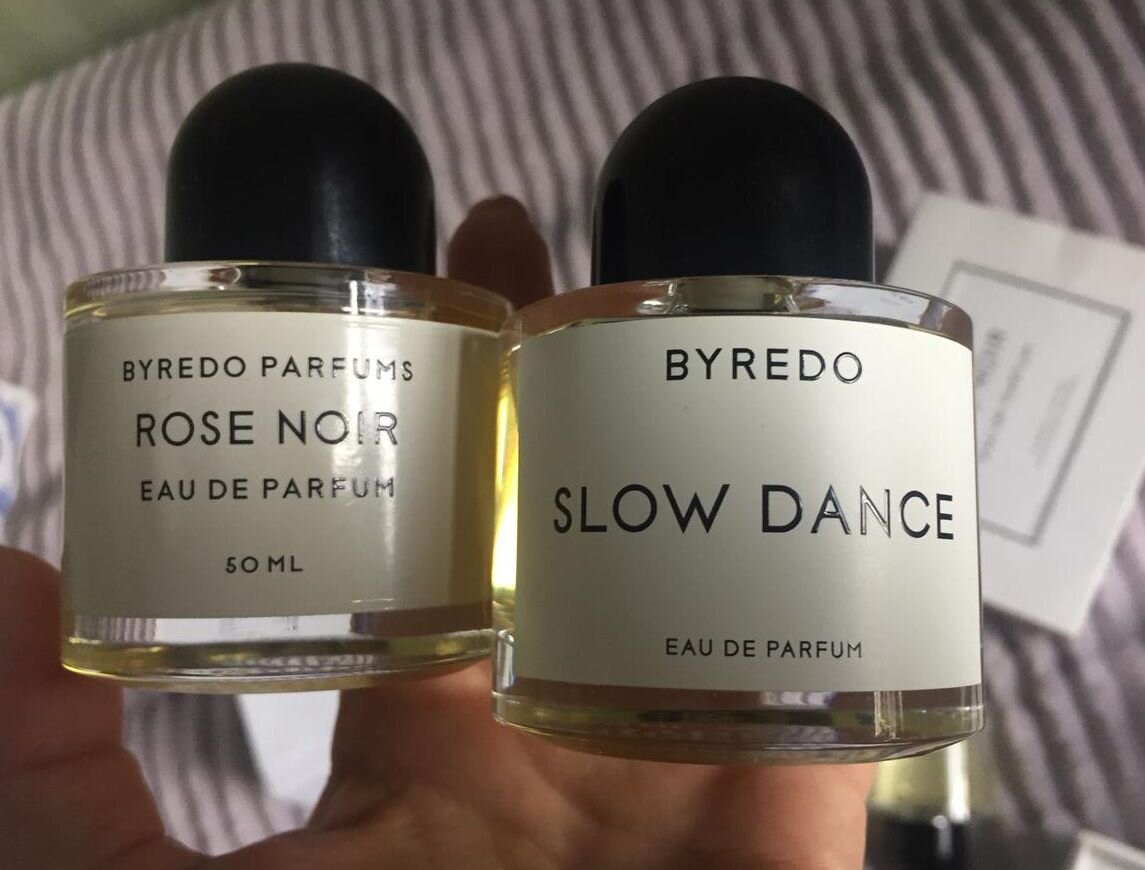 BYREDO PARFUMS
ROSE NOIR
EAU DE PARFUM
50 ML
BYREDO
SLOW DANCE
EAU DE PARFUM